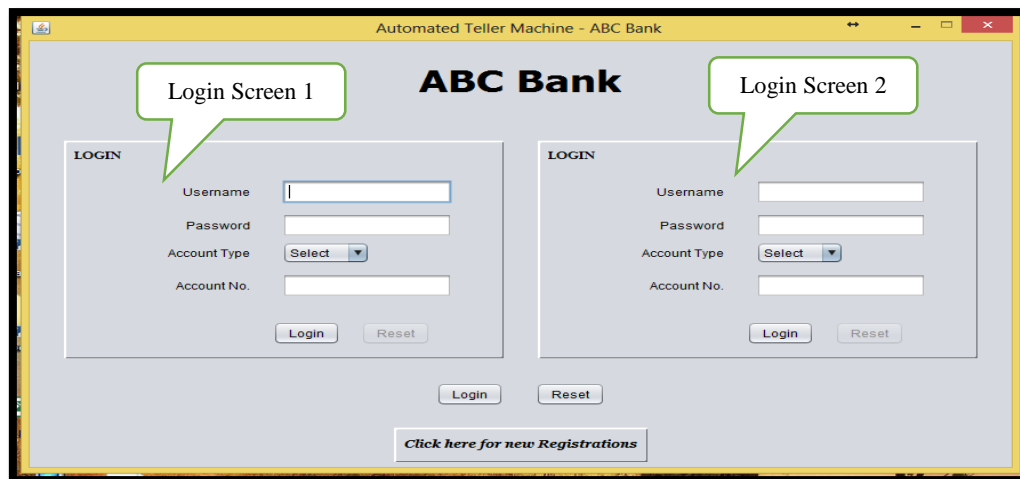 Automated Teller Machine - ABC Bank
ABC Bank
Login Screen 1
Login Screen 2
LOGIN
Username
Password
Account Type
Select
Account No.
Login
Reset
LOGIN
Username
Password
Account Type
Select
Account No.
Login
Reset
Login
Reset
Click here for new Registrations